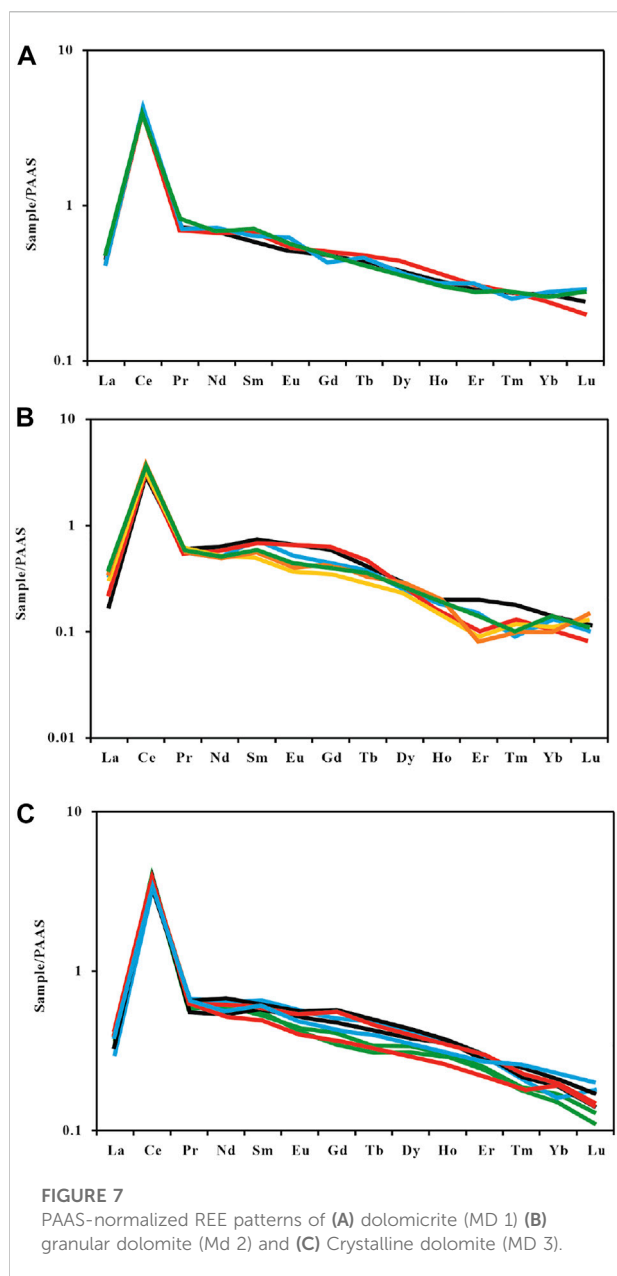 A
10
1
0.1
Sample/PAAS
La Ce Pr Nd Sm Eu Gd Tb Dy Ho Er Tm Yb Lu
B
10
1
0.1
0.01
Sample/PAAS
La Ce Pr Nd Sm Eu Gd Tb Dy Ho Er Tm Yb Lu
C
10
1
0.1
Sample/PAAS
La Ce Pr Nd Sm Eu Gd Tb Dy Ho Er Tm Yb Lu
FIGURE 7
PAAS-normalized REE patterns of (A) dolomicrite (MD 1) (B)
granular dolomite (Md 2) and (C) Crystalline dolomite (MD 3).